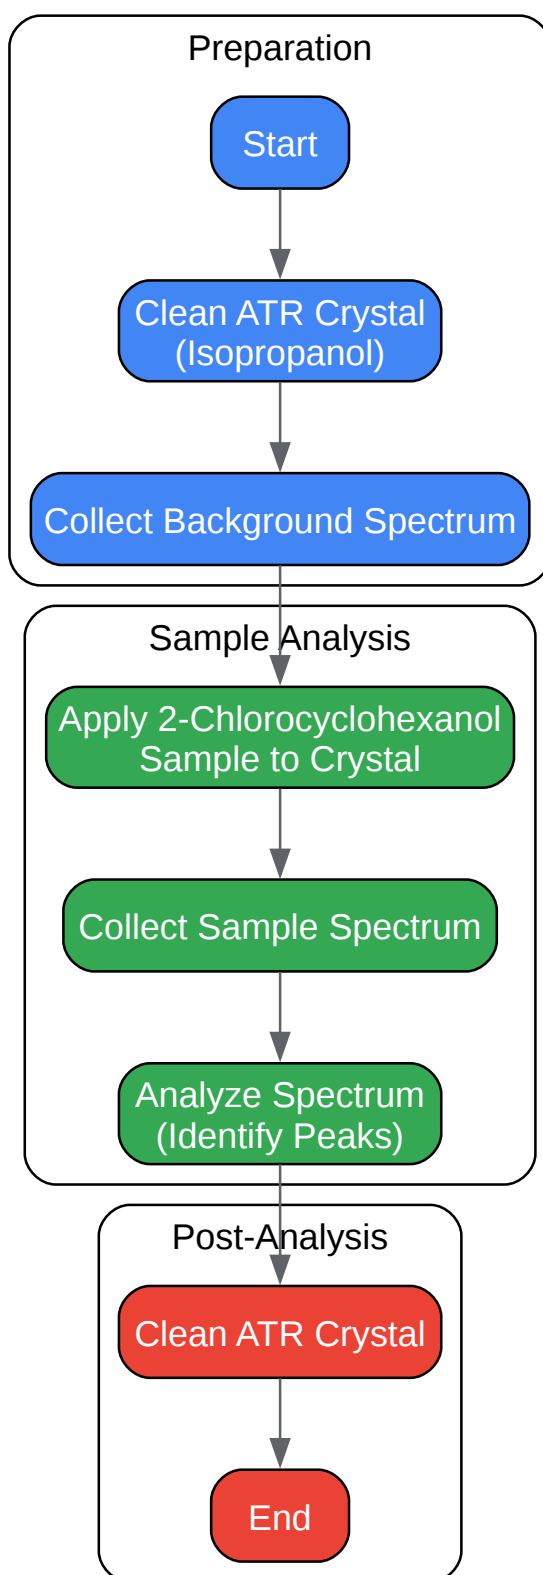 Preparation
Start
Clean ATR Crystal
(Isopropanol)
Collect Background Spectrum
Sample Analysis
Apply 2-Chlorocyclohexanol
Sample to Crystal
Collect Sample Spectrum
Analyze Spectrum
(Identify Peaks)
Post-Analysis
Clean ATR Crystal
End